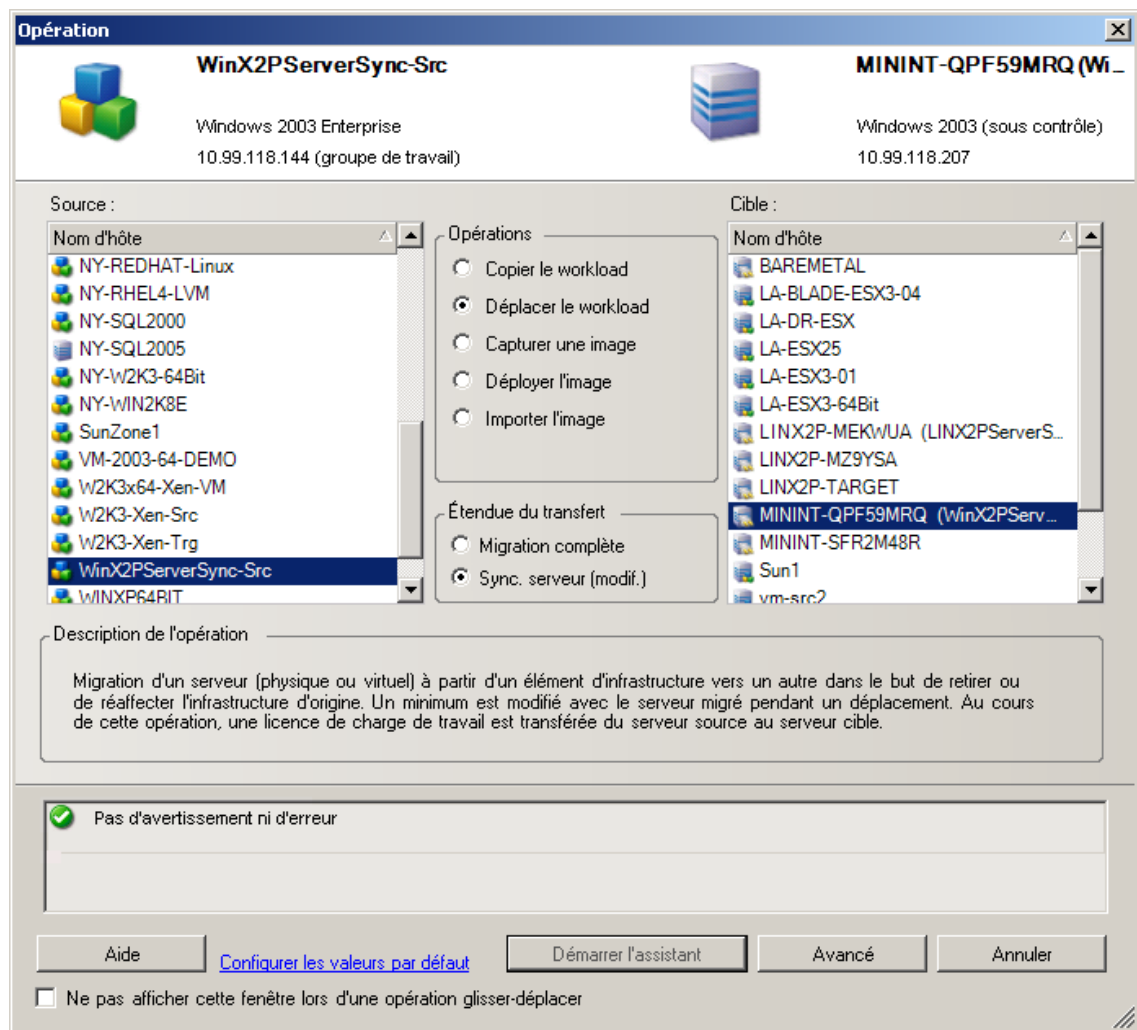 Opération
WinX2PServerSync-Src
MININT-QPF59MRQ (Wi...
Windows 2003 Enterprise
Windows 2003 (sous contrôle)
10.99.118.144 (groupe de travail)
10.99.118.207
Source :
Nom d'hôte
NY-REDHAT-Linux
NY-RHEL4-LVM
NY-SQL2000
NY-SQL2005
NY-W2K3-64Bit
NY-WIN2K8E
SunZone1
VM-2003-64-DEMO
W2K3x64-Xen-VM
W2K3-Xen-Src
W2K3-Xen-Trg
WinX2PServerSync-Src
WINXP64BIT
Opérations
Copier le workload
Déplacer le workload
Capturer une image
Déployer l'image
Importer l'image
Étendue du transfert
Migration complète
Sync. serveur (modif.)
Cible :
Nom d'hôte
BAREMETAL
LA-BLADE-ESX3-04
LA-DR-ESX
LA-ESX25
LA-ESX3-01
LA-ESX3-64Bit
LINX2P-MEKWUA (LINX2PServerS...
LINX2P-MZ9YSA
LINX2P-TARGET
MININT-QPF59MRQ (WinX2PServ...
MININT-SFR2M48R
Sun1
vm-src2
Description de l'opération
Migration d'un serveur (physique ou virtuel) à partir d'un élément d'infrastructure vers un autre dans le but de retirer ou
de réaffecter l'infrastructure d'origine. Un minimum est modifié avec le serveur migré pendant un déplacement. Au cours
de cette opération, une licence de charge de travail est transférée du serveur source au serveur cible.
Pas d'avertissement ni d'erreur
Aide
Configurer les valeurs par défaut
Démarrer l'assistant
Avancé
Annuler
Ne pas afficher cette fenêtre lors d'une opération glisser-déplacer